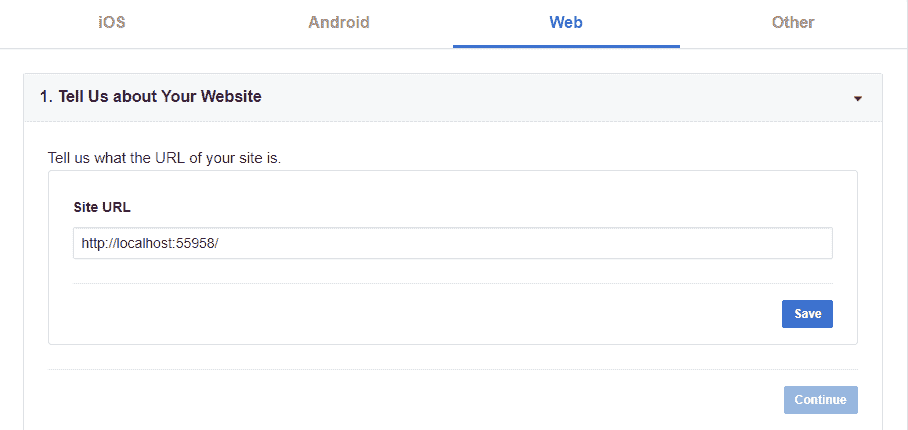 iOS Android Web Other
1. Tell Us about Your Website
Tell us what the URL of your site is.
Site URL
http://localhost:55958/
Save
Continue